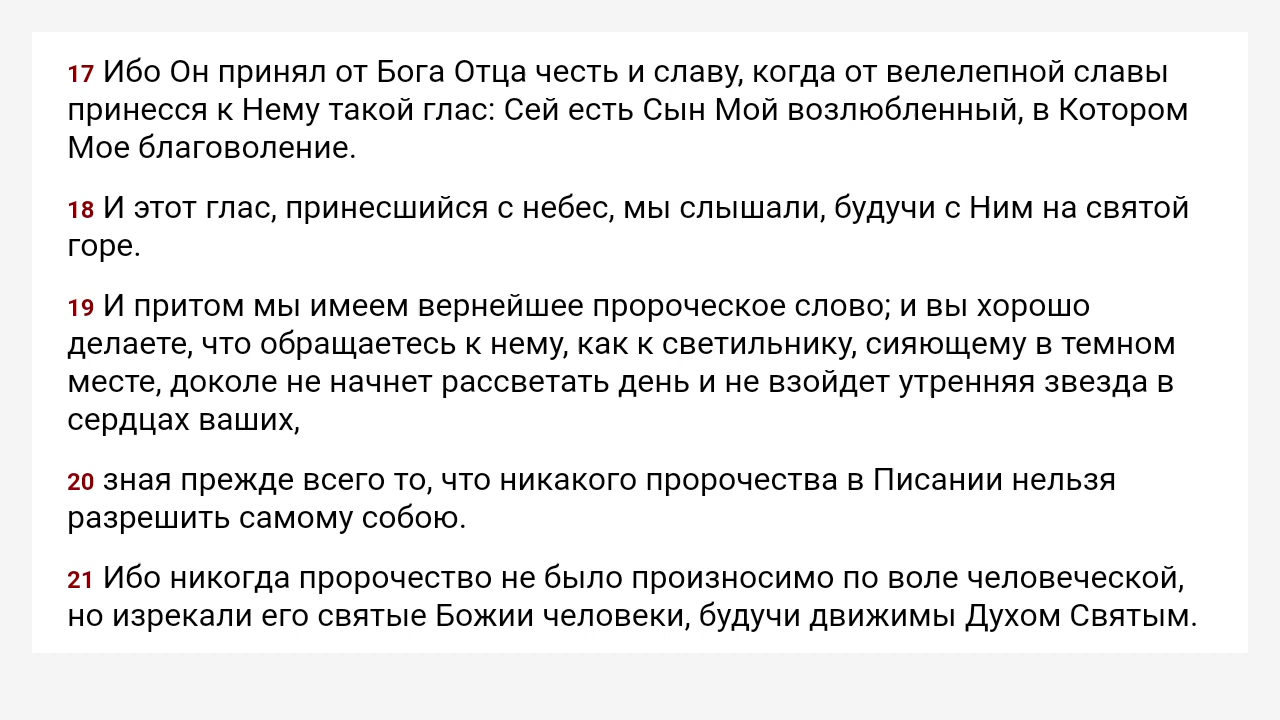 17 Ибо Он принял от Бога Отца честь и славу, когда от велелепной славы
принесся к Нему такой глас: Сей есть Сын Мой возлюбленный, в Котором
Мое благоволение.
18 И этот глас, принесшийся с небес, мы слышали, будучи с Ним на святой
горе.
19 И притом мы имеем вернейшее пророческое слово; и вы хорошо
делаете, что обращаетесь к нему, как к светильнику, сияющему в темном
месте, доколе не начнет рассветать день и не взойдет утренняя звезда в
сердцах ваших,
20 зная прежде всего то, что никакого пророчества в Писании нельзя
разрешить самому собою.
21 Ибо никогда пророчество не было произносимо по воле человеческой,
но изрекали его святые Божии человеки, будучи движимы Духом Святым.